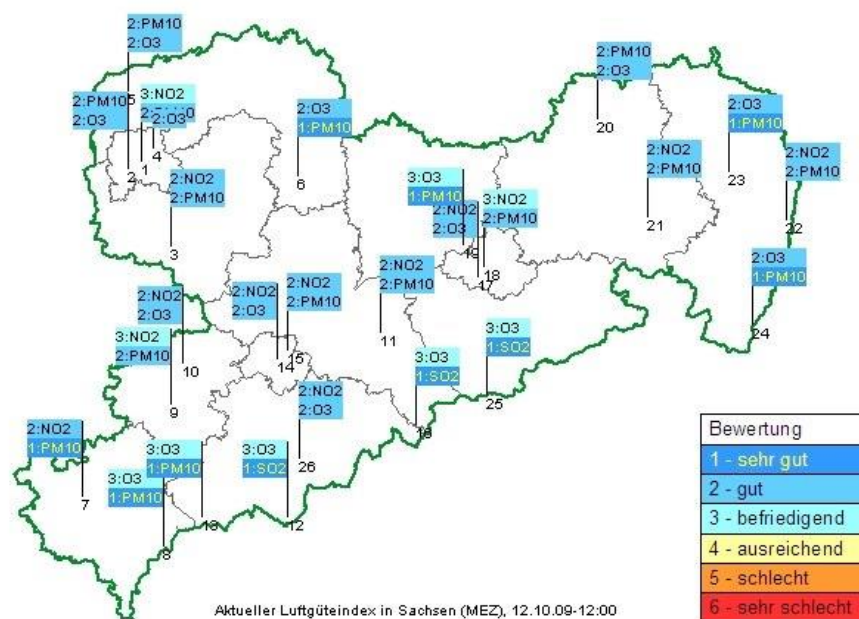 2:PM10
2:O3
5
2:PM10
2:O3
3:NO2
2:O3
4
1
2
2:O3
1:PM10
6
2:NO2
2:PM10
3
3:O3
1:PM10
2:NO2
2:O3
19
3:NO2
2:PM10
18
17
2:PM10
2:O3
20
2:O3
1:PM10
23
2:NO2
2:PM10
21
2:NO2
2:PM10
22
2:O3
1:PM10
24
2:NO2
2:O3
10
2:NO2
2:O3
14
2:NO2
2:PM10
15
2:NO2
2:PM10
11
3:NO2
2:PM10
9
3:O3
1:SO2
3:O3
1:SO2
25
2:NO2
2:O3
26
2:NO2
1:PM10
7
3:O3
1:PM10
8
3:O3
1:PM10
13
3:O3
1:SO2
12
Bewertung
1 - sehr gut
2 - gut
3 - befriedigend
4 - ausreichend
5 - schlecht
6 - sehr schlecht
Aktueller Luftgüteindex in Sachsen (MEZ), 12.10.09-12:00